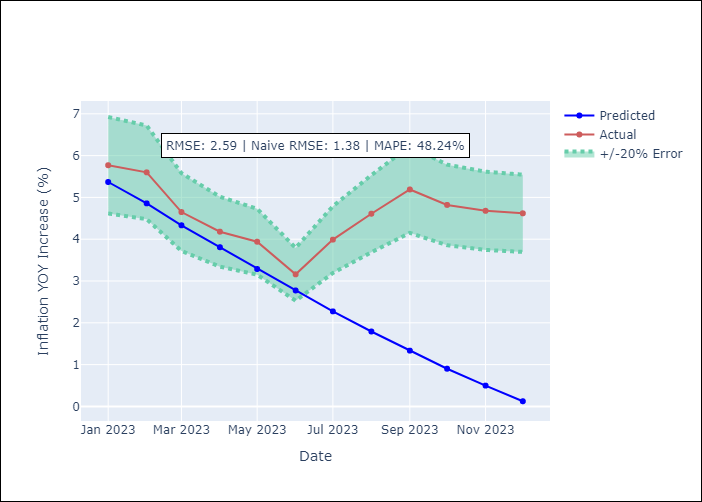 7
6
5
4
3
2
1
0
Inflation YOY Increase (%)
RMSE: 2.59 | Naive RMSE: 1.38 | MAPE: 48.24%
Jan 2023
Mar 2023
May 2023
Jul 2023
Sep 2023
Nov 2023
Date
Predicted
Actual
+/-20% Error